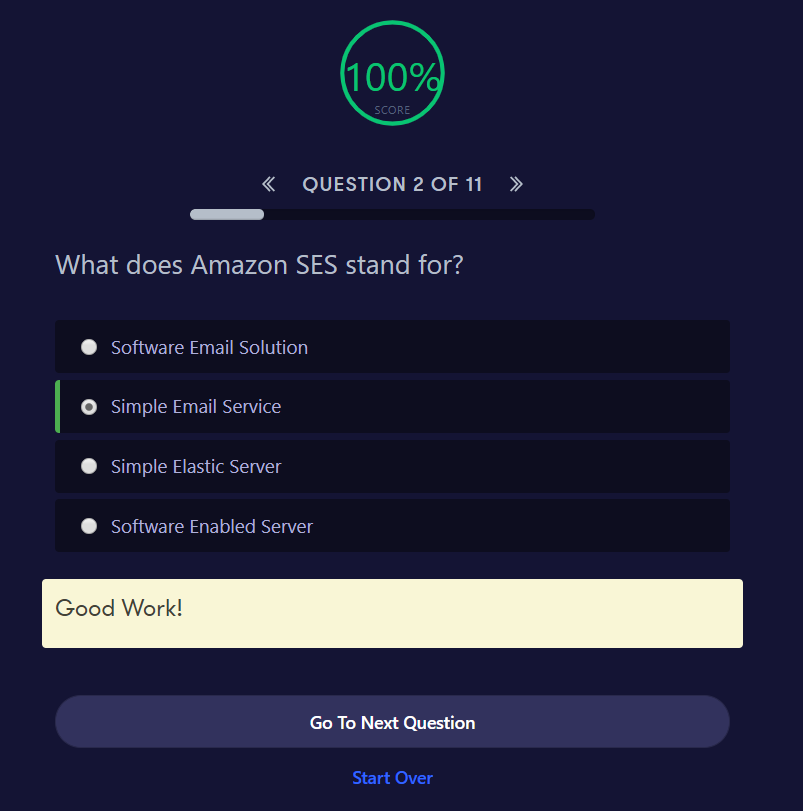 100%
SCORE
QUESTION 2 OF 11
What does Amazon SES stand for?
Software Email Solution
Simple Email Service
Simple Elastic Server
Software Enabled Server
Good Work!
Go To Next Question
Start Over